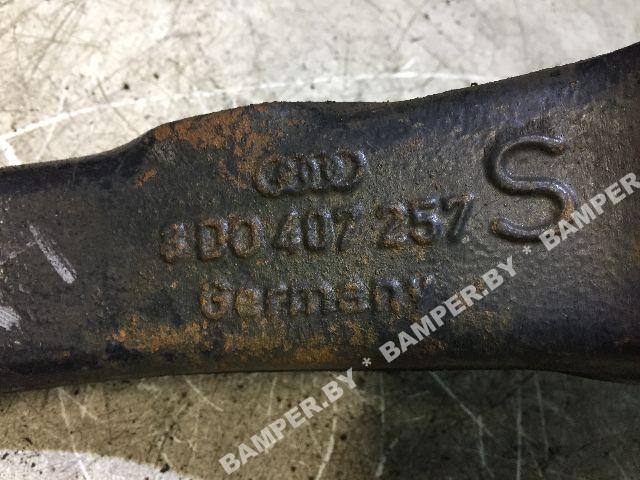 8D0 407 257 S
Germany
BAMPER.BY * BAMPER.BY * BAMPER